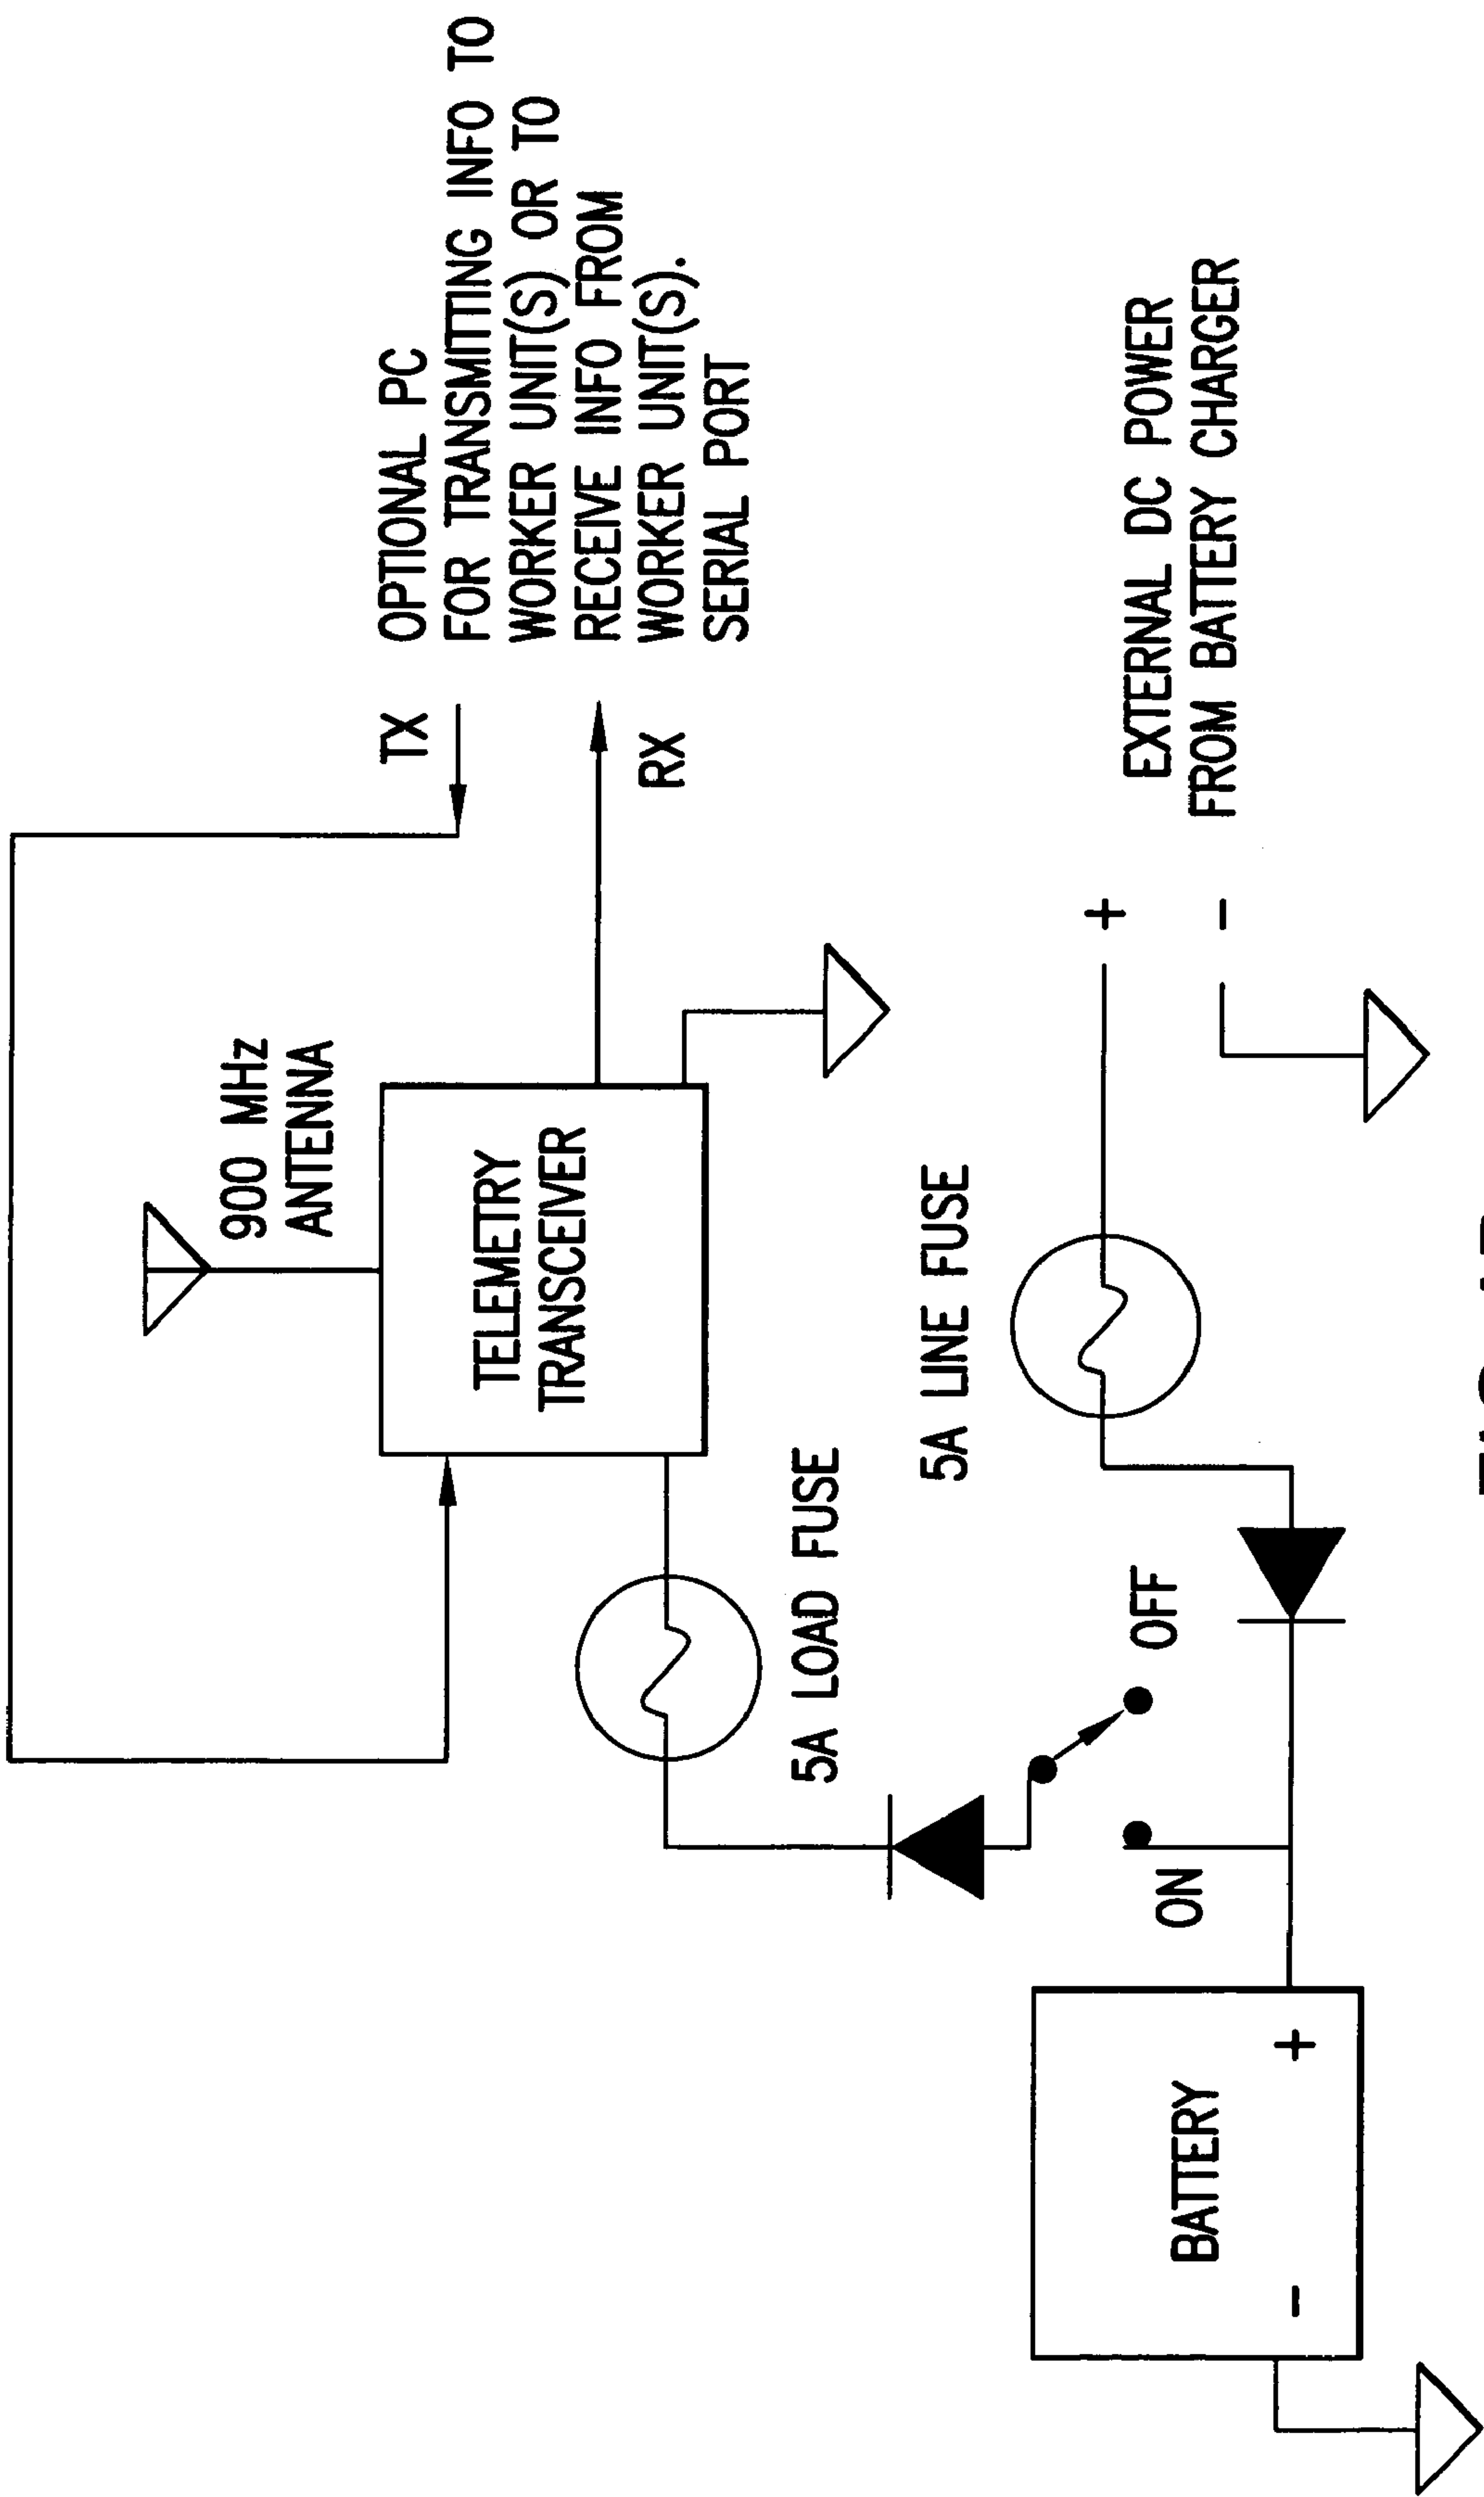 900 MHz
ANTENNA
TX
OPTIONAL PC
FOR TRANSMITTING INFO TO
WORKER UNIT(S) OR TO
RECEIVE INFO FROM
WORKER UNIT(S).
SERIAL PORT
RX
TELEMETRY
TRANSCEIVER
5A LOAD FUSE
5A LINE FUSE
+
-
EXTERNAL DC POWER
FROM BATTERY CHARGER
ON
OFF
BATTERY
-
+